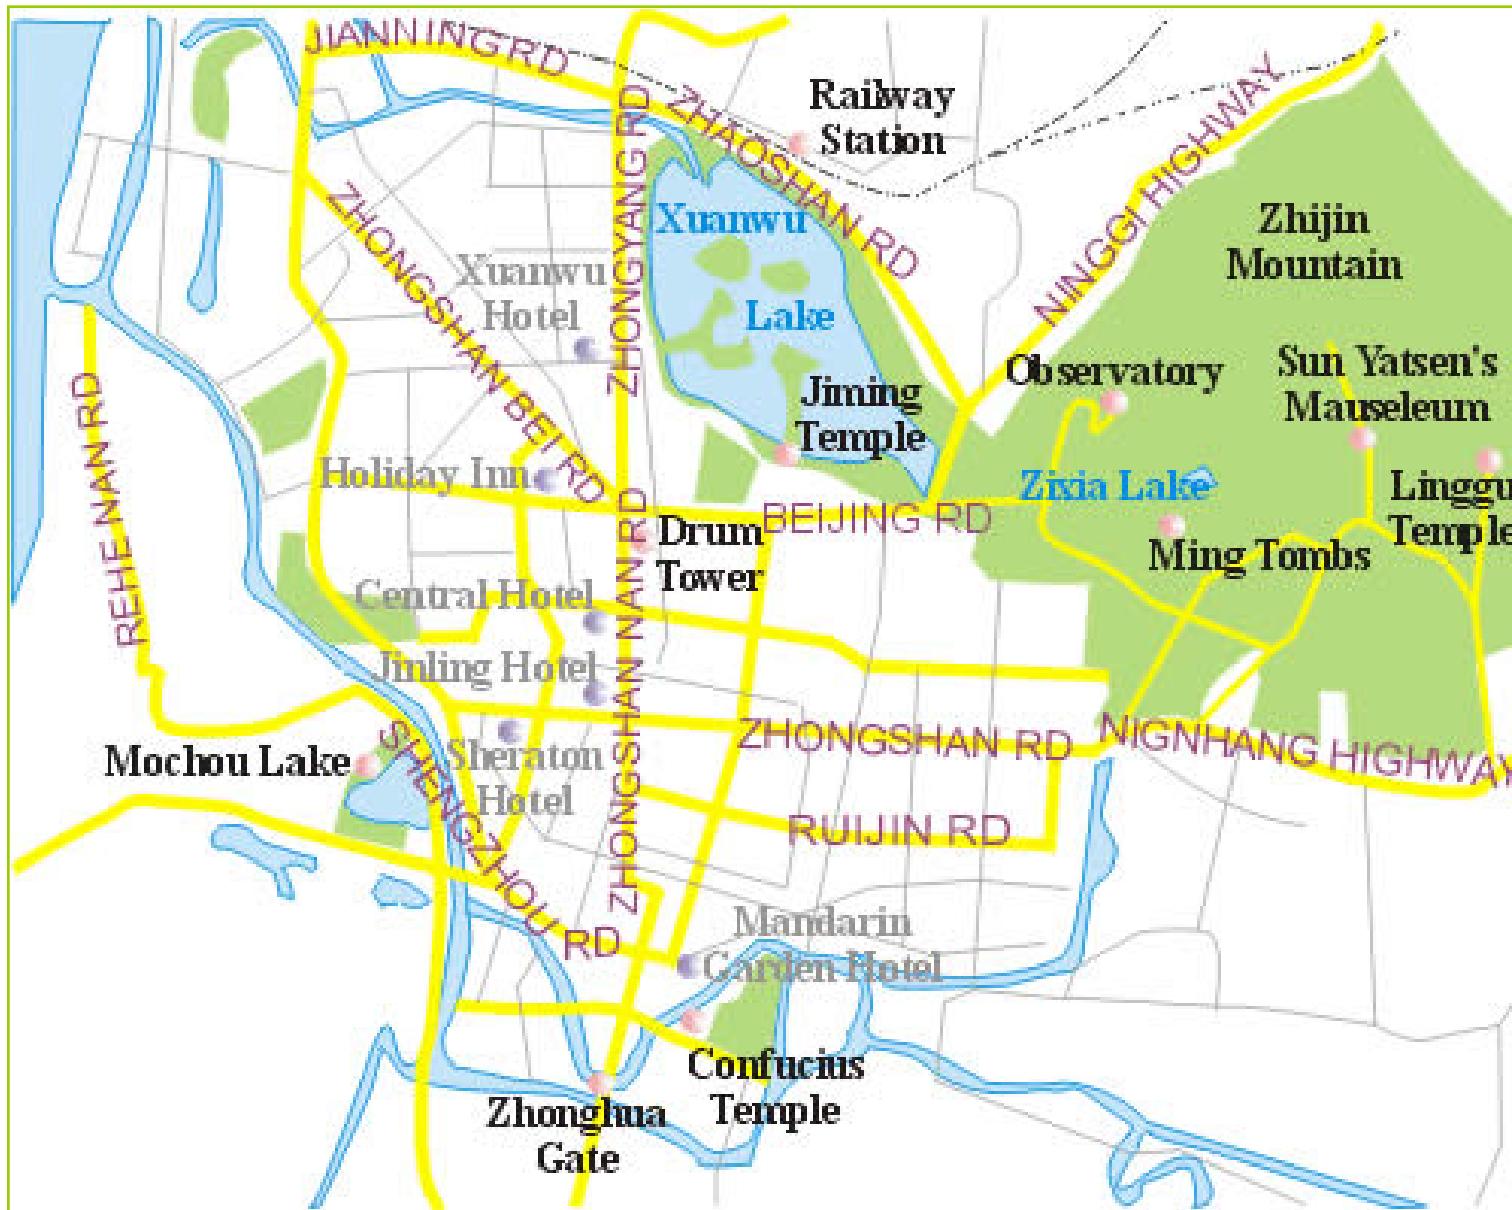 JIANNING RD
Railway
Station
ZHAOSHAN RD
ZHONGYANG RD
NINGGI HIGHWAY
ZHONGSHAN BEI RD
Xuanwu
Lake
Zhijin
Mountain
Xuanwu
Hotel
Observatory
Sun Yatsen's
Mauseleum
Jiming
Temple
REHE NAN RD
Holiday Inn
Zixia Lake
Linggu
Temple
BEIJING RD
Drum
Tower
Ming Tombs
Central Hotel
ZHONGSHAN NAN RD
Jinling Hotel
ZHONGSHAN RD
NIGNHANG HIGHWAY
Mochou Lake
SHENGZHOU RD
Sheraton
Hotel
RUIJIN RD
Mandarin
Garden Hotel
Confucius
Temple
Zhonghua
Gate